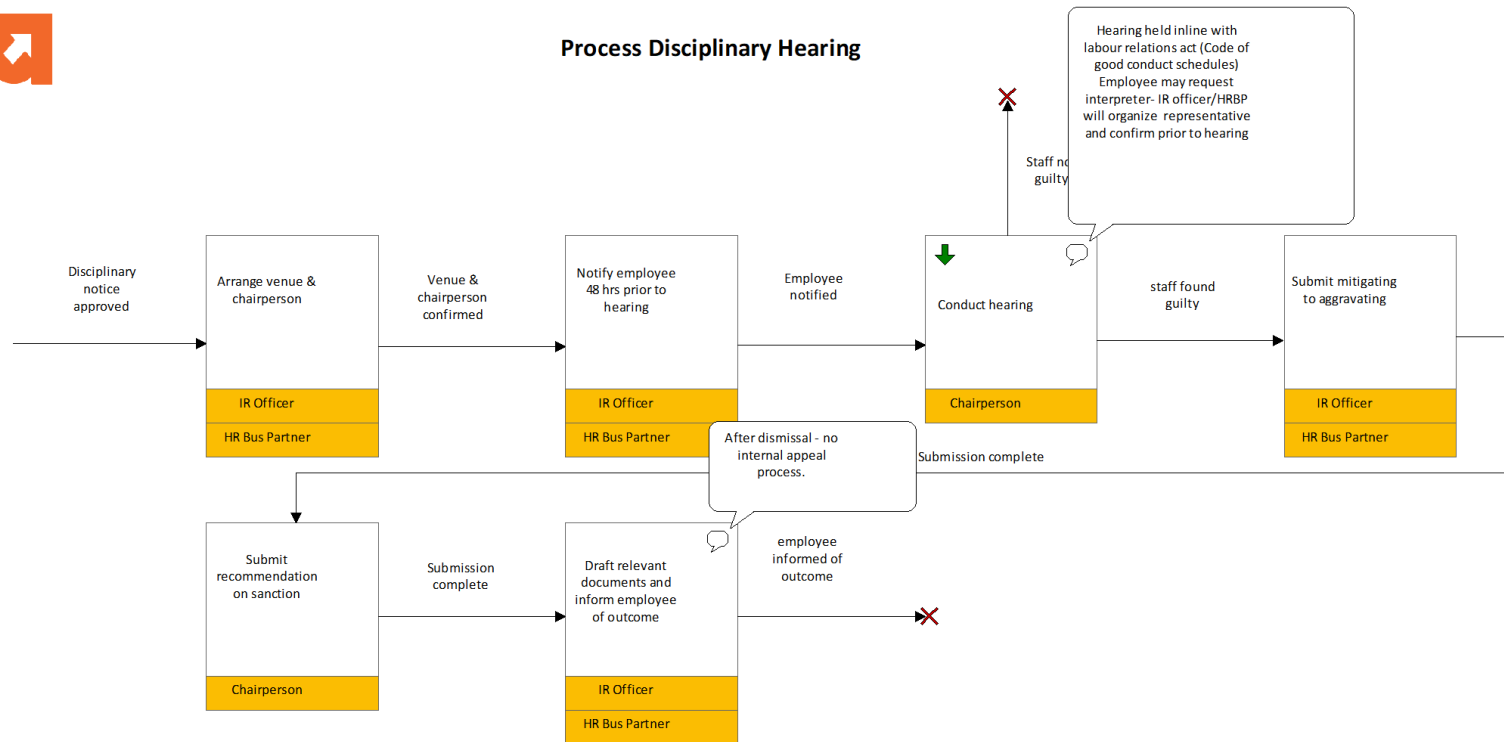 Process Disciplinary Hearing
Hearing held inline with
labour relations act (Code of
good conduct schedules)
Employee may request
interpreter- IR officer/HRBP
will organize representative
and confirm prior to hearing
Staff
guilty
Disciplinary
notice
approved
Arrange venue &
chairperson
IR Officer
HR Bus Partner
Venue &
chairperson
confirmed
Notify employee
48 hrs prior to
hearing
IR Officer
HR Bus Partner
Employee
notified
Conduct hearing
Chairperson
staff found
guilty
Submit mitigating
to aggravating
IR Officer
HR Bus Partner
After dismissal - no
internal appeal
process.
Submission complete
Submit
recommendation
on sanction
Chairperson
Submission
complete
Draft relevant
documents and
inform employee
of outcome
IR Officer
HR Bus Partner
employee
informed of
outcome